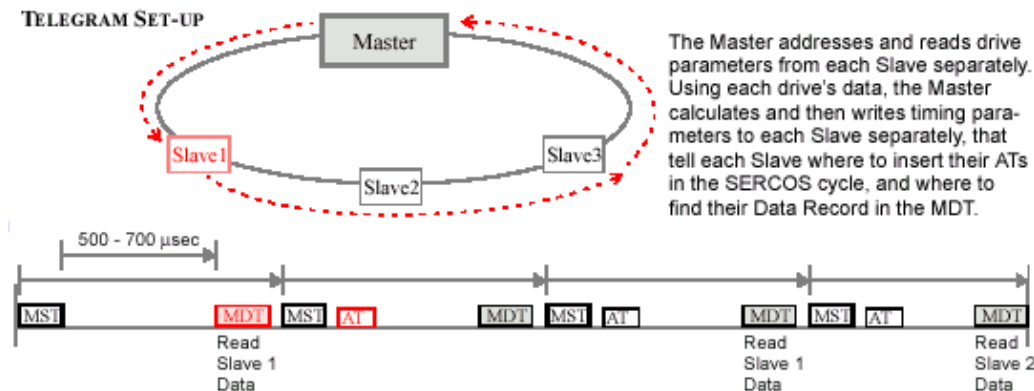 TELEGRAM SET-UP
Master
Slave1
Slave2
Slave3
The Master addresses and reads drive
parameters from each Slave separately.
Using each drive's data, the Master
calculates and then writes timing para-
meters to each Slave separately, that
tell each Slave where to insert their ATs
in the SERCOS cycle, and where to
find their Data Record in the MDT.
500 - 700 µsec
MST MDT MST AT MDT MST AT MDT MST AT MDT
Read Read Read
Slave 1 Slave 1 Slave 2
Data Data Data